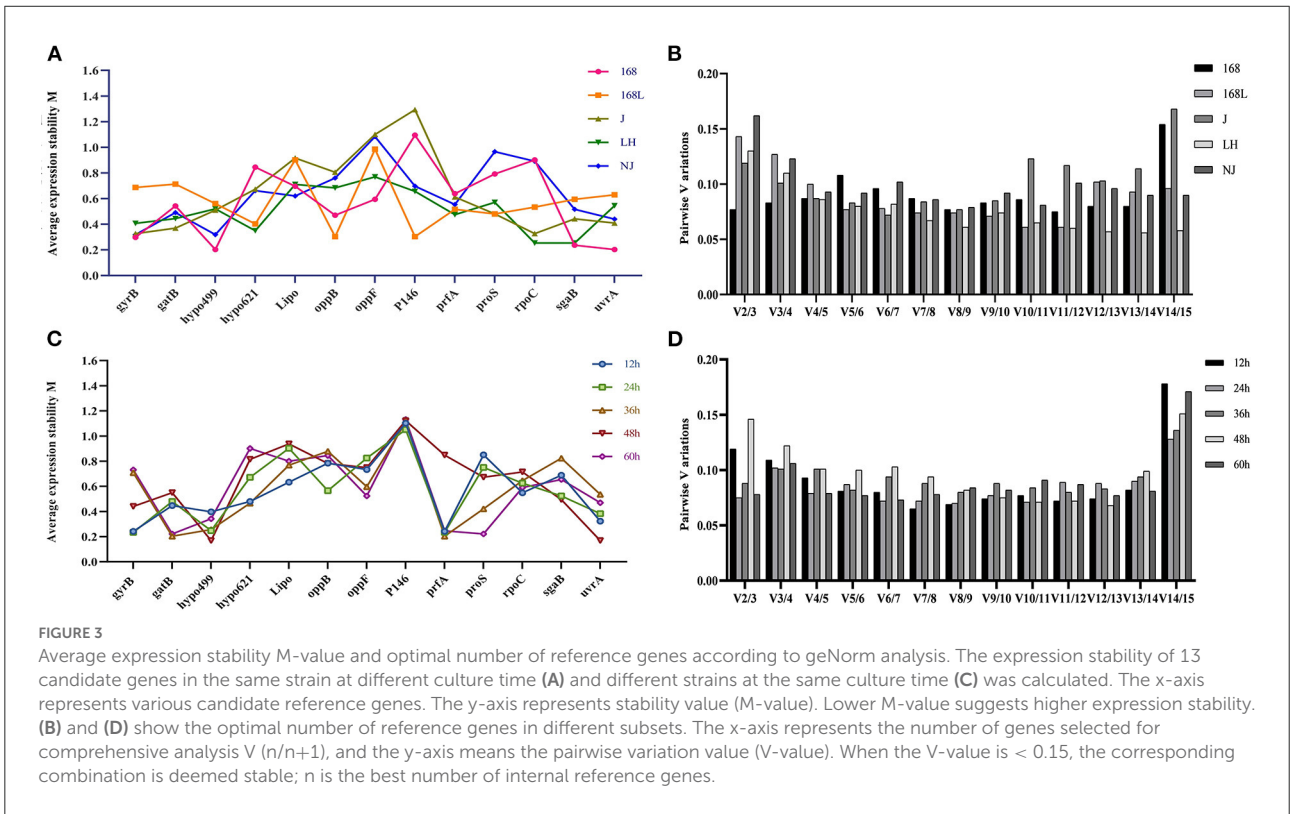 A
Average expression stability M
1.6
1.4
1.2
1.0
0.8
0.6
0.4
0.2
0.0
gyrB
gatB
hypo499
hypo621
Lipo
oppB
oppF
P146
prfA
proS
rpoC
sgaB
uvrA
168
168L
J
LH
NJ
B
Pairwise V ariations
0.20
0.15
0.10
0.05
0.00
V2/3
V3/4
V4/5
V5/6
V6/7
V7/8
V8/9
V9/10
V10/11
V11/12
V12/13
V13/14
V14/15
168
168L
J
LH
NJ
C
Average expression stability M
1.6
1.4
1.2
1.0
0.8
0.6
0.4
0.2
0.0
gyrB
gatB
hypo499
hypo621
Lipo
oppB
oppF
P146
prfA
proS
rpoC
sgaB
uvrA
12h
24h
36h
48h
60h
D
Pairwise V ariations
0.20
0.15
0.10
0.05
0.00
V2/3
V3/4
V4/5
V5/6
V6/7
V7/8
V8/9
V9/10
V10/11
V11/12
V12/13
V13/14
V14/15
12h
24h
36h
48h
60h
FIGURE 3
Average expression stability M-value and optimal number of reference genes according to geNorm analysis. The expression stability of 13
candidate genes in the same strain at different culture time (A) and different strains at the same culture time (C) was calculated. The x-axis
represents various candidate reference genes. The y-axis represents stability value (M-value). Lower M-value suggests higher expression stability.
(B) and (D) show the optimal number of reference genes in different subsets. The x-axis represents the number of genes selected for
comprehensive analysis V (n/n+1), and the y-axis means the pairwise variation value (V-value). When the V-value is < 0.15, the corresponding
combination is deemed stable; n is the best number of internal reference genes.